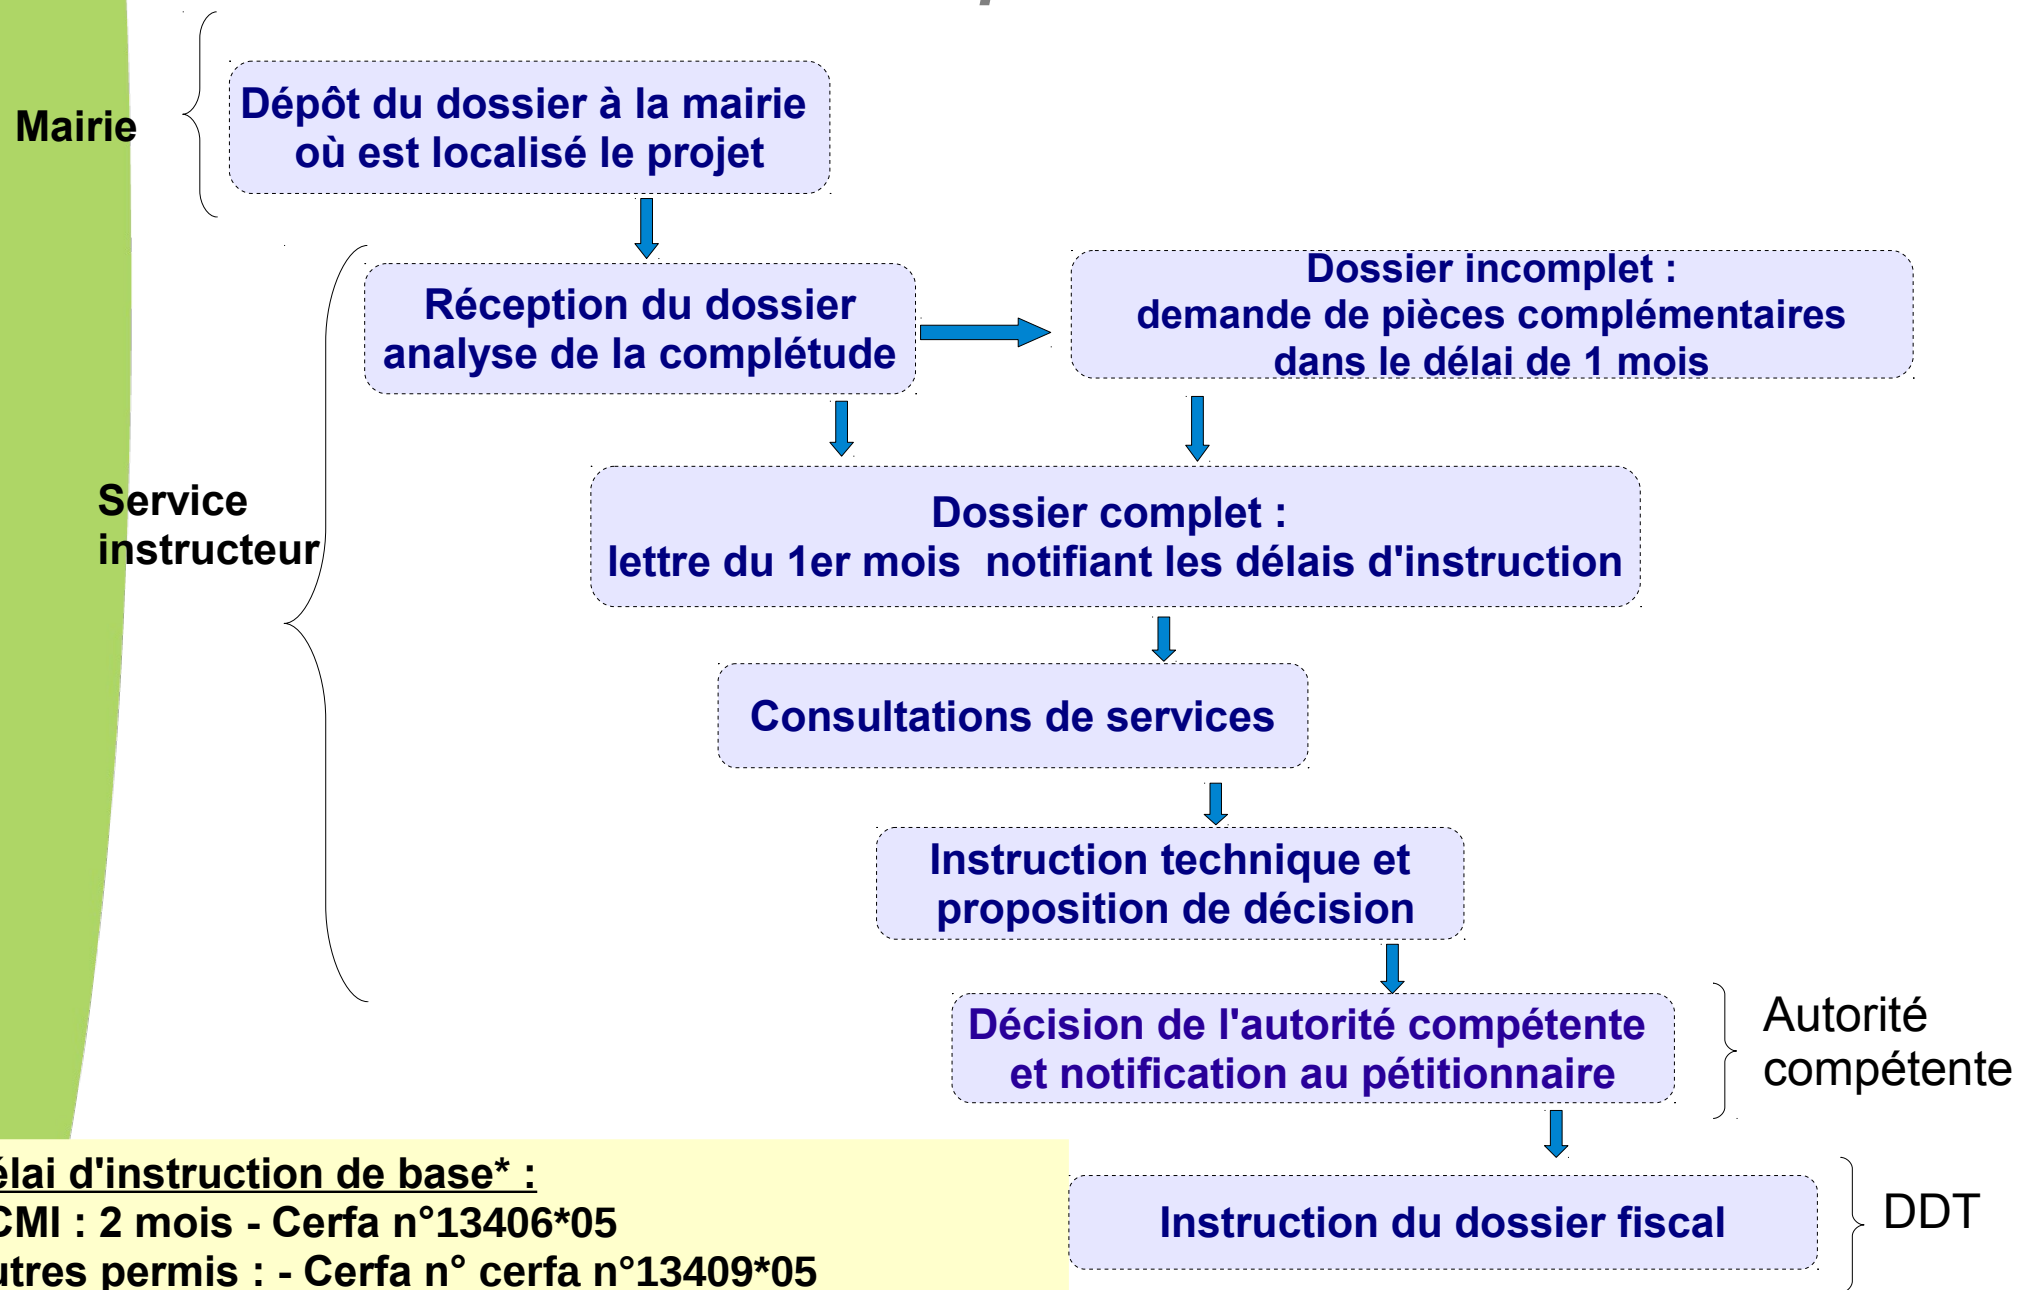 Mairie
Dépôt du dossier à la mairie
où est localisé le projet
Réception du dossier
analyse de la complétude
Dossier incomplet :
demande de pièces complémentaires
dans le délai de 1 mois
Service
instructeur
Dossier complet :
lettre du 1er mois  notifiant les délais d'instruction
Consultations de services
Instruction technique et
proposition de décision
Décision de l'autorité compétente
et notification au pétitionnaire
Autorité
compétente
élai d'instruction de base* :
CMI : 2 mois - Cerfa n°13406*05
utres permis : - Cerfa n° cerfa n°13409*05
Instruction du dossier fiscal
DDT